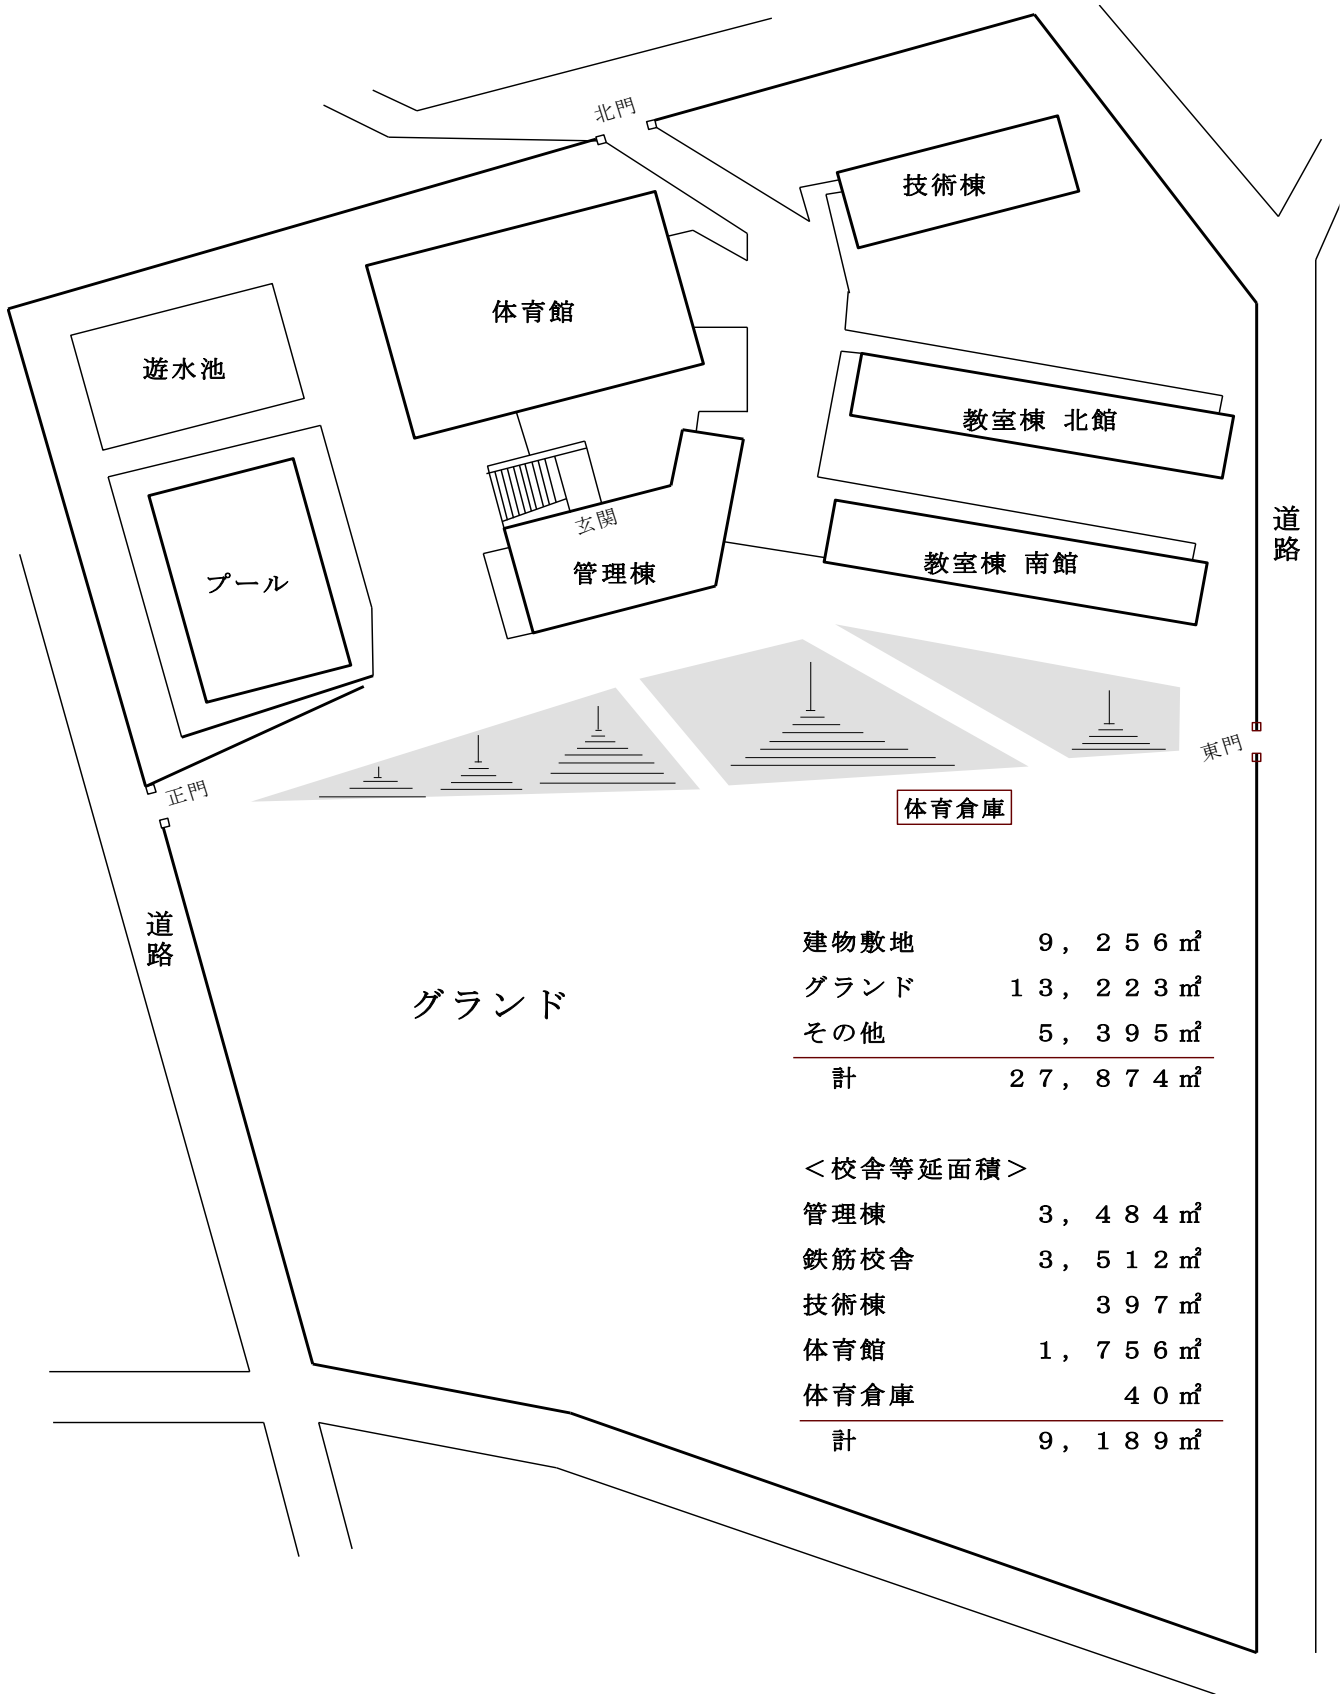 北門
技術棟
体育館
遊水池
教室棟 北館
玄関
道路
教室棟 南館
管理棟
プール
東門
正門
体育倉庫
道路
グランド
建物敷地 ９，２５６㎡
グランド １３，２２３㎡
その他 ５，３９５㎡
計 ２７，８７４㎡
＜校舎等延面積＞
管理棟 ３，４８４㎡
鉄筋校舎 ３，５１２㎡
技術棟 ３９７㎡
体育館 １，７５６㎡
体育倉庫 ４０㎡
計 ９，１８９㎡